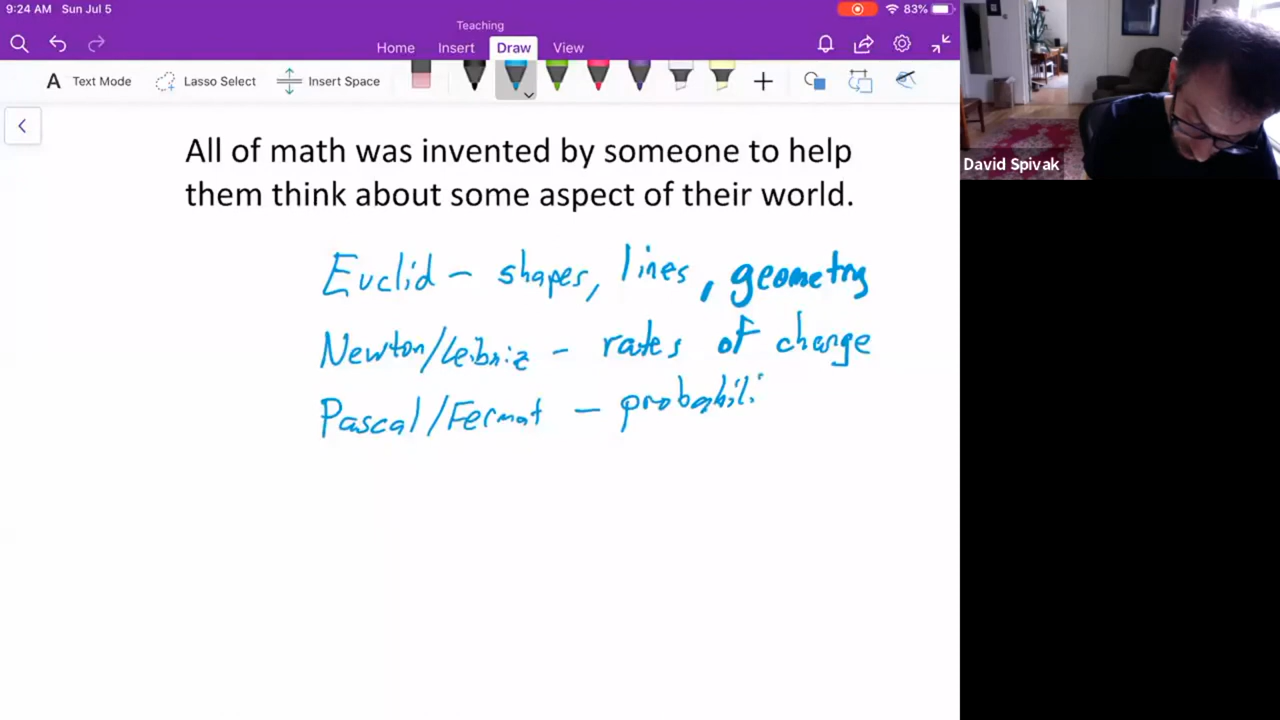 9:24 AM Sun Jul 5
83%
Teaching
Home Insert Draw View
A Text Mode Lasso Select Insert Space
David Spivak
All of math was invented by someone to help
them think about some aspect of their world.
Euclid – shapes, lines, geometry
Newton/Leibniz – rates of change
Pascal/Fermat – probabili